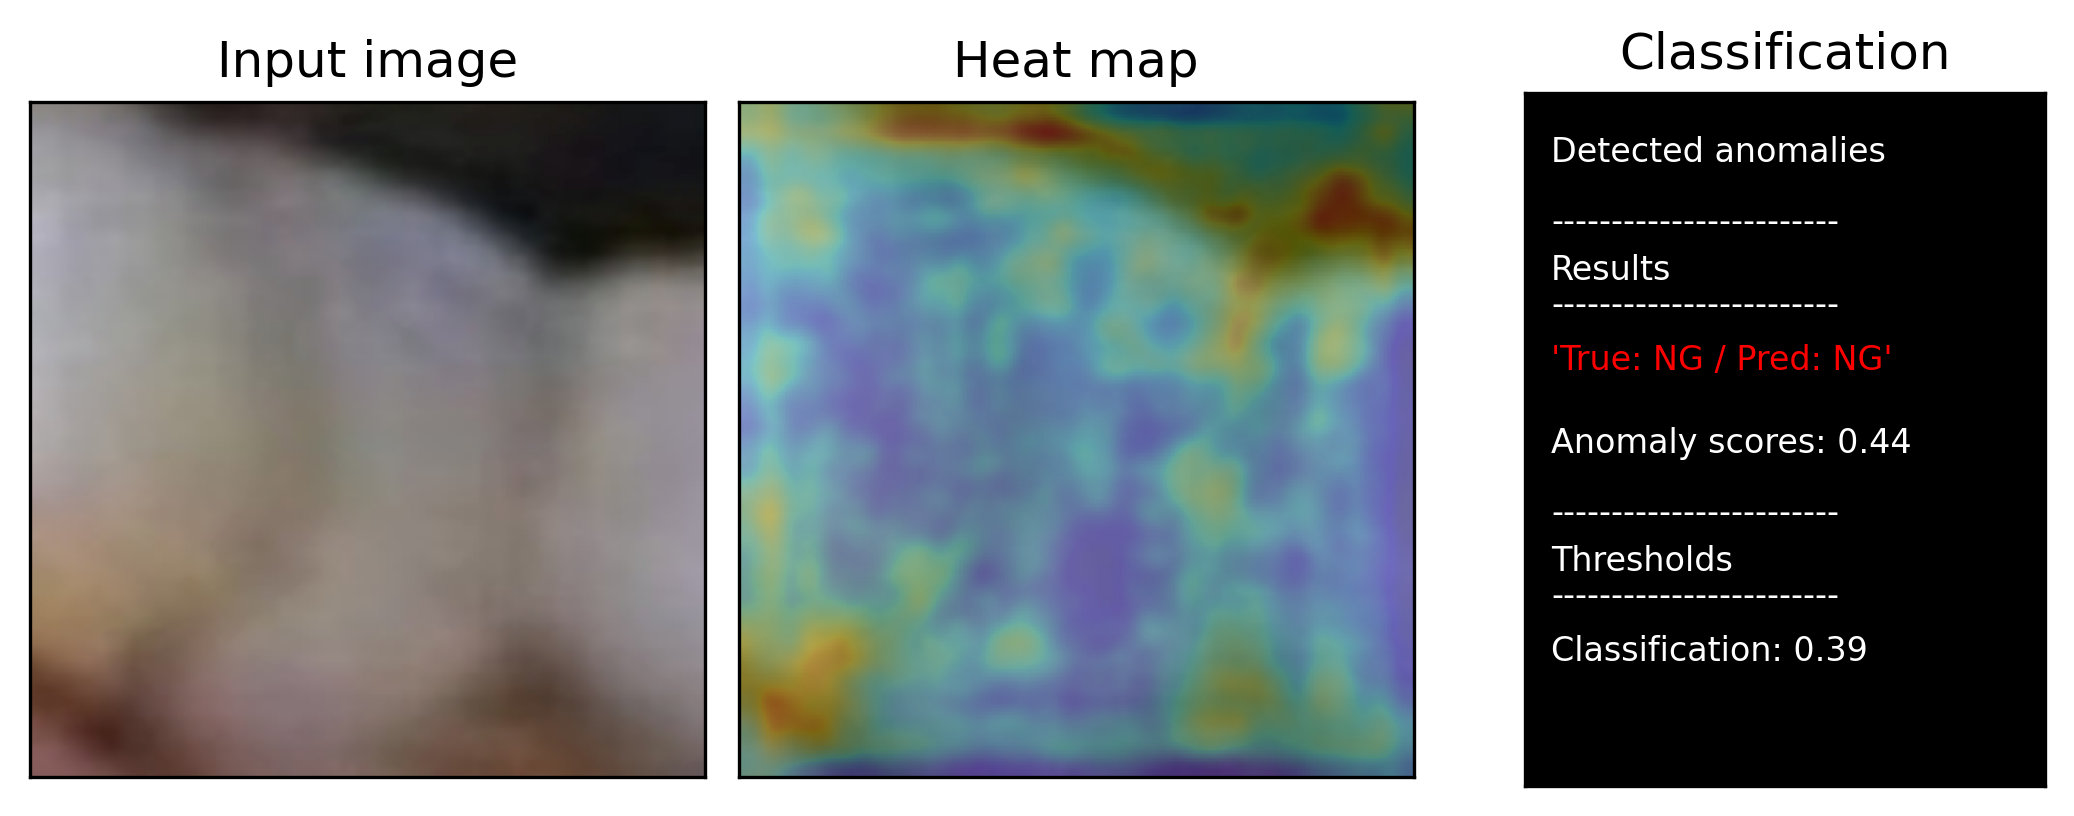 Input image
Heat map
Classification
Detected anomalies
------------------------
Results
------------------------
'True: NG / Pred: NG'
Anomaly scores: 0.44
------------------------
Thresholds
------------------------
Classification: 0.39